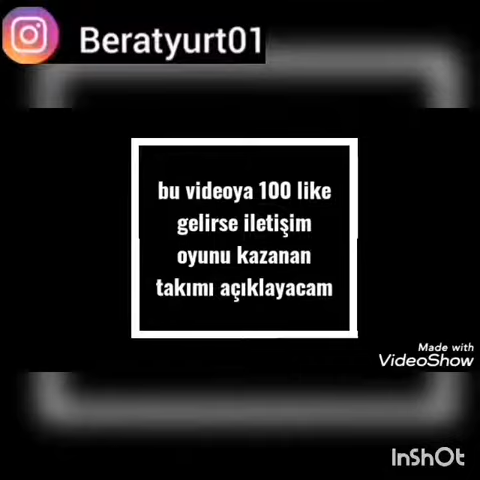 Beratyurt01
bu videoya 100 like
gelirse iletişim
oyunu kazanan
takımı açıklayacam
Made with
VideoShow
InShOt